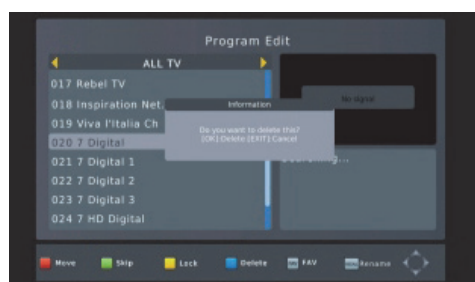 Program Edit
ALL TV
017 Rebel TV
018 Inspiration Net.
019 Viva l'Italia Ch
020 7 Digital
021 7 Digital 1
022 7 Digital 2
023 7 Digital 3
024 7 HD Digital
No signal
Information
Do you want to delete this?
[OK]:Delete [EXIT]:Cancel
Move Skip Lock Delete FAV Rename